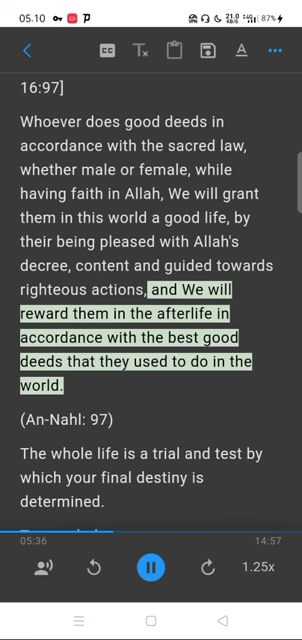 05.10
21.0
KB/S
87%
CC
16:97]
Whoever does good deeds in
accordance with the sacred law,
whether male or female, while
having faith in Allah, We will grant
them in this world a good life, by
their being pleased with Allah's
decree, content and guided towards
righteous actions, and We will
reward them in the afterlife in
accordance with the best good
deeds that they used to do in the
world.
(An-Nahl: 97)
The whole life is a trial and test by
which your final destiny is
determined.
05:36
14:57
1.25x